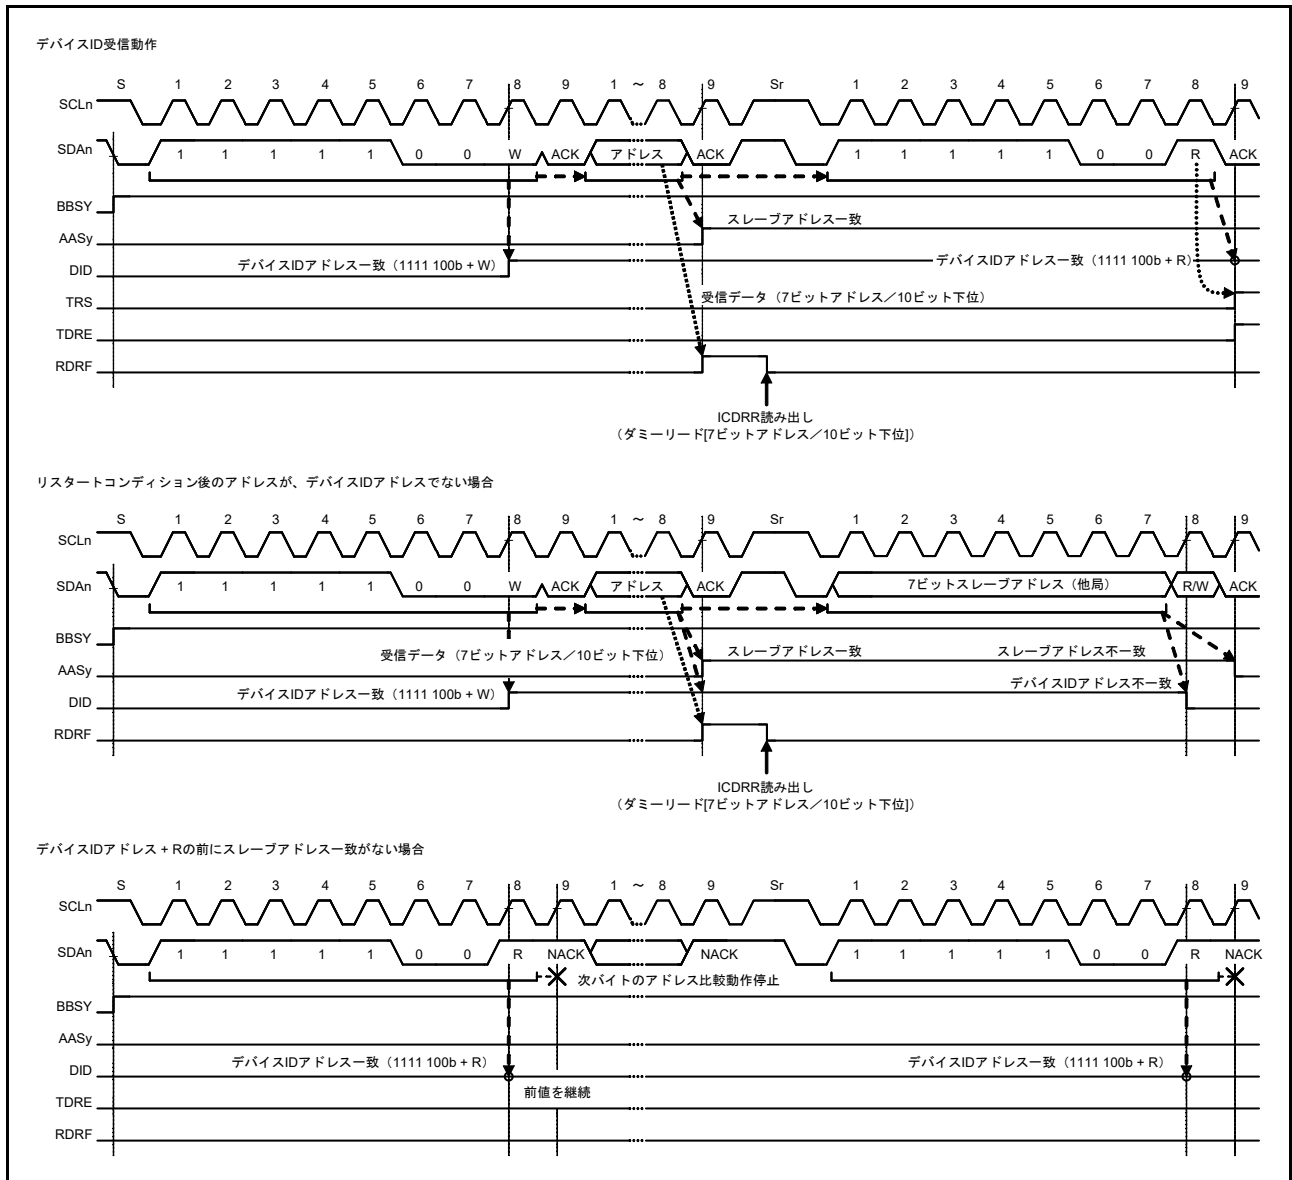 デバイスID受信動作
S 1 2 3 4 5 6 7 8 9 1 ~ 8 9 Sr 1 2 3 4 5 6 7 8 9
SCLn
SDAn 1 1 1 1 1 0 0 W ACK アドレス ACK 1 1 1 1 1 0 0 R ACK
BBSY
スレーブアドレス一致
AASy
DID デバイスIDアドレス一致（1111 100b + W） デバイスIDアドレス一致（1111 100b + R）
TRS 受信データ（7ビットアドレス／10ビット下位）
TDRE
RDRF
ICDRR読み出し
（ダミーリード[7ビットアドレス／10ビット下位]）
リスタートコンディション後のアドレスが、デバイスIDアドレスでない場合
S 1 2 3 4 5 6 7 8 9 1 ~ 8 9 Sr 1 2 3 4 5 6 7 8 9
SCLn
SDAn 1 1 1 1 1 0 0 W ACK アドレス ACK 7ビットスレーブアドレス（他局） R/W ACK
BBSY
受信データ（7ビットアドレス／10ビット下位） スレーブアドレス一致 スレーブアドレス不一致
AASy
デバイスIDアドレス一致（1111 100b + W） デバイスIDアドレス不一致
DID
RDRF
ICDRR読み出し
（ダミーリード[7ビットアドレス／10ビット下位]）
デバイスIDアドレス + Rの前にスレーブアドレス一致がない場合
S 1 2 3 4 5 6 7 8 9 1 ~ 8 9 Sr 1 2 3 4 5 6 7 8 9
SCLn
SDAn 1 1 1 1 1 0 0 R NACK NACK 1 1 1 1 1 0 0 R NACK
次バイトのアドレス比較動作停止
BBSY
AASy
デバイスIDアドレス一致（1111 100b + R） デバイスIDアドレス一致（1111 100b + R）
DID
前値を継続
TDRE
RDRF